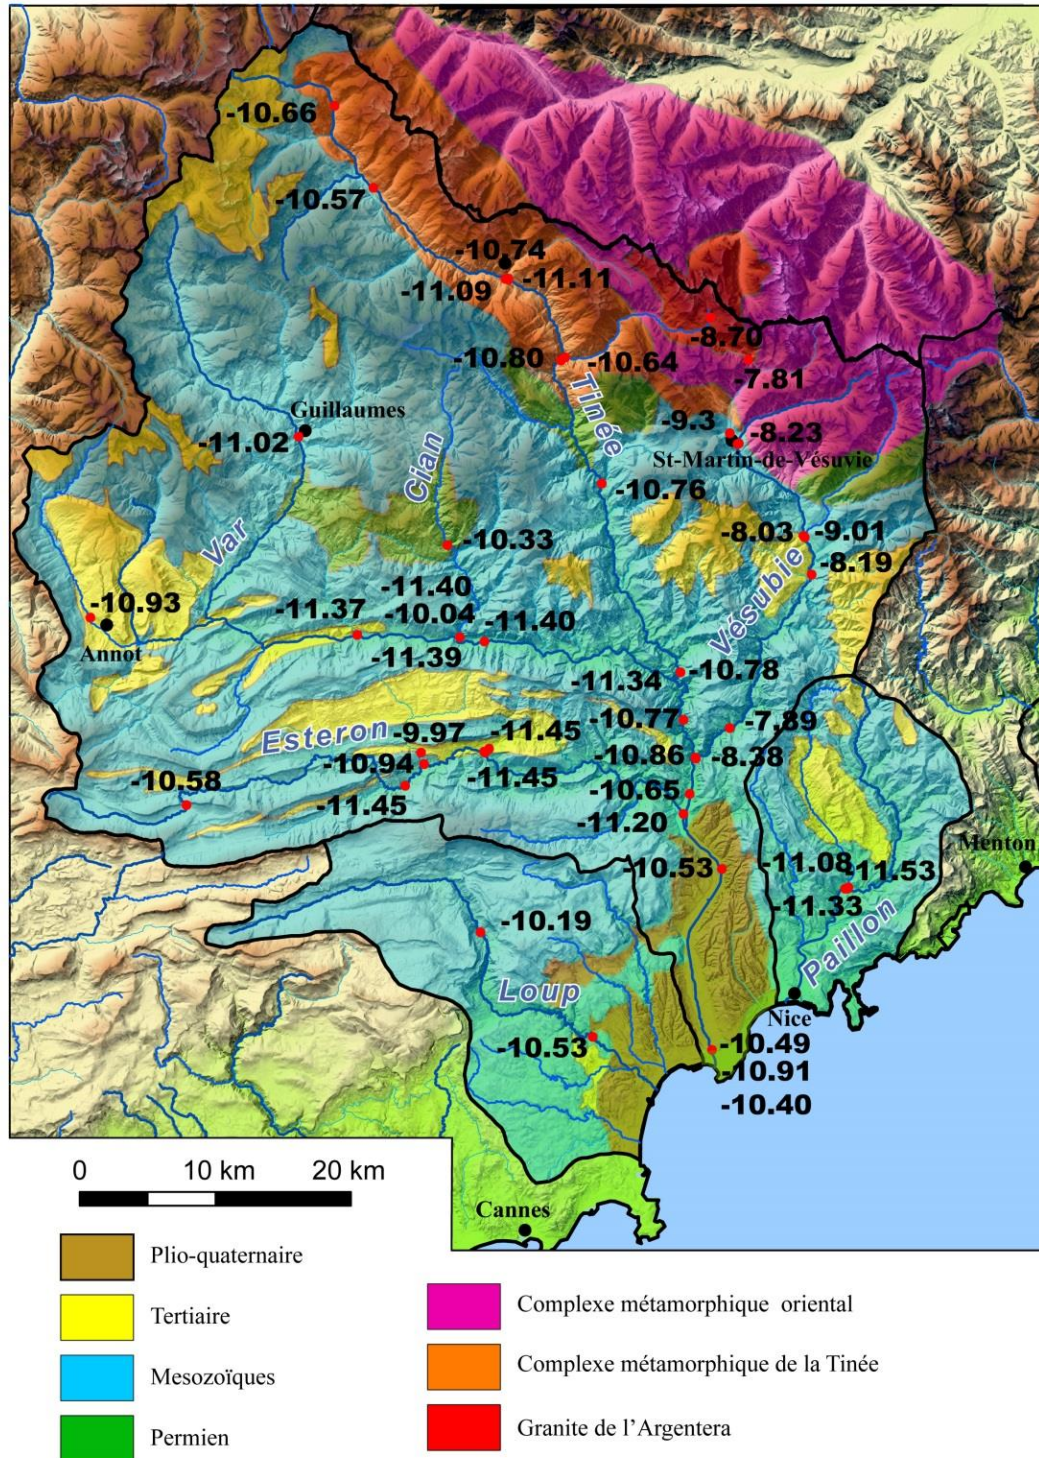 -10.66
-10.57
-10.74
-11.09
-11.11
-8.70
-10.80
-10.64
-7.81
Tinée
Guillaumes
-11.02
Cian
-9.3
-8.23
St-Martin-de-Vésuvie
-10.76
Var
-10.33
-8.03
-9.01
-8.19
Vésubie
-11.40
-10.93
-11.37
-10.04
-11.40
Annot
-11.39
-11.34
-10.78
Esteron
-9.97
-11.45
-10.77
-7.89
-10.94
-11.45
-10.86
-8.38
-10.58
-11.45
-10.65
-11.20
Menton
-10.53
-11.08
-11.53
-11.33
-10.19
Paillon
Loup
Nice
-10.53
-10.49
-10.91
-10.40
0 10 km 20 km
Cannes
Plio-quaternaire
Tertiaire
Mesozoïques
Permien
Complexe métamorphique oriental
Complexe métamorphique de la Tinée
Granite de l'Argentera